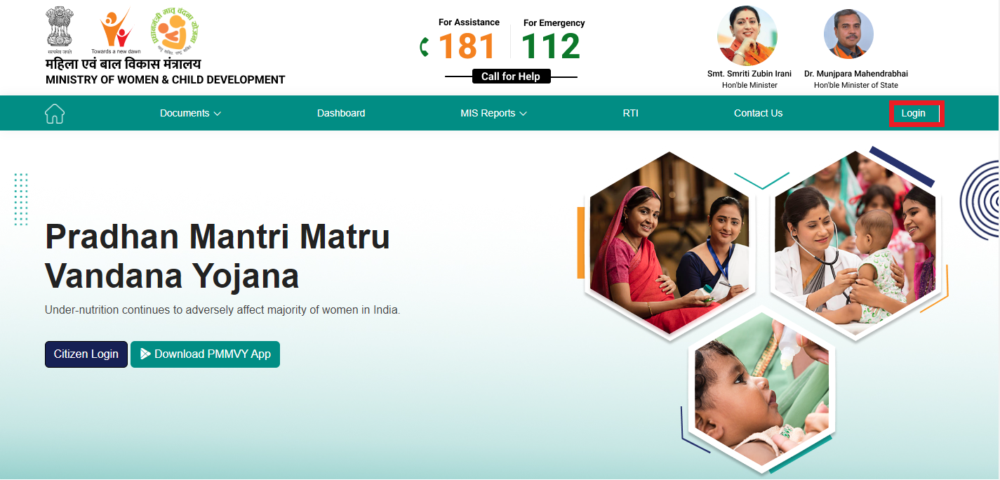 सत्यमेव जयते
Towards a new dawn
प्रधानमंत्री मातृ वंदना योजना
महिला एवं बाल विकास मंत्रालय
MINISTRY OF WOMEN & CHILD DEVELOPMENT
For Assistance
181
For Emergency
112
Call for Help
Smt. Smriti Zubin Irani
Hon'ble Minister
Dr. Munjpara Mahendrabhai
Hon'ble Minister of State
Documents
Dashboard
MIS Reports
RTI
Contact Us
Login
Pradhan Mantri Matru
Vandana Yojana
Under-nutrition continues to adversely affect majority of women in India.
Citizen Login
Download PMMVY App